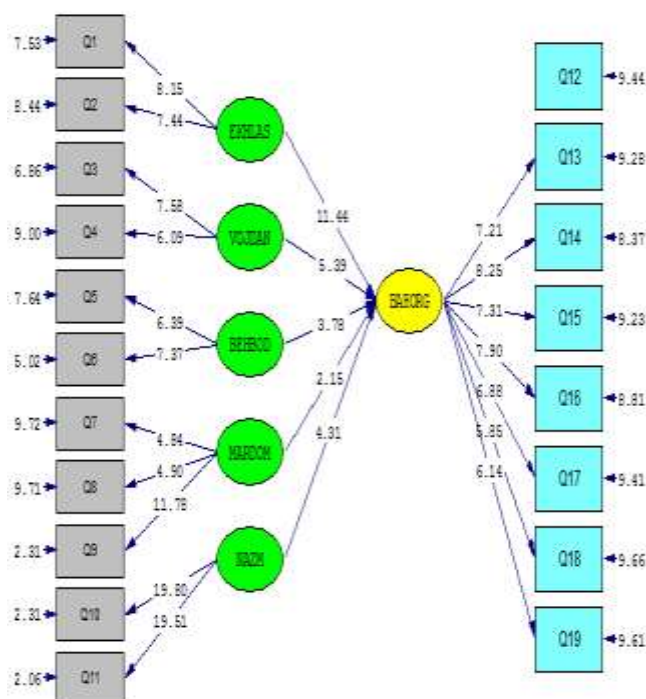 7.53 Q1
8.44 Q2
6.86 Q3
9.00 Q4
7.64 Q5
5.02 Q6
9.72 Q7
9.71 Q8
2.31 Q9
2.31 Q10
2.06 Q11
8.15
7.44
7.58
6.09
6.39
7.37
4.84
4.90
11.78
19.80
19.51
EKHLAS
VOJDAN
BEHBOD
MARDOM
NAZM
11.44
5.39
3.78
2.15
4.31
BAHORG
7.21
8.25
7.31
7.90
6.88
5.85
6.14
Q12 9.44
Q13 9.28
Q14 8.37
Q15 9.23
Q16 8.81
Q17 9.41
Q18 9.66
Q19 9.61